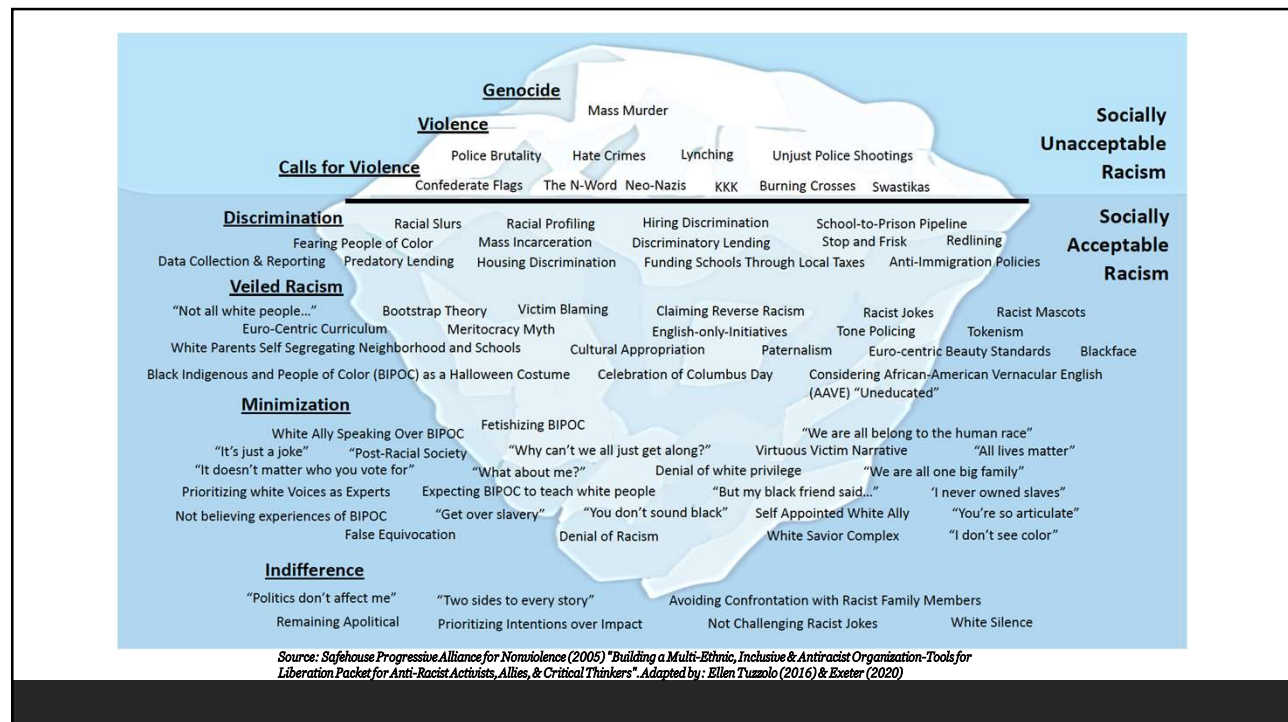 Genocide
Mass Murder
Violence
Socially
Unacceptable
Racism
Police Brutality Hate Crimes Lynching Unjust Police Shootings
Calls for Violence
Confederate Flags The N-Word Neo-Nazis KKK Burning Crosses Swastikas
Socially
Acceptable
Racism
Discrimination
Racial Slurs Racial Profiling Hiring Discrimination School-to-Prison Pipeline
Fearing People of Color Mass Incarceration Discriminatory Lending Stop and Frisk Redlining
Data Collection & Reporting Predatory Lending Housing Discrimination Funding Schools Through Local Taxes Anti-Immigration Policies
Veiled Racism
“Not all white people…” Bootstrap Theory Victim Blaming Claiming Reverse Racism Racist Jokes Racist Mascots
Euro-Centric Curriculum Meritocracy Myth English-only-Initiatives Tone Policing Tokenism
White Parents Self Segregating Neighborhood and Schools Cultural Appropriation Paternalism Euro-centric Beauty Standards Blackface
Black Indigenous and People of Color (BIPOC) as a Halloween Costume Celebration of Columbus Day Considering African-American Vernacular English
(AAVE) “Uneducated”
Minimization
Fetishizing BIPOC
White Ally Speaking Over BIPOC “We are all belong to the human race”
“It’s just a joke” “Post-Racial Society “Why can’t we all just get along?” Virtuous Victim Narrative “All lives matter”
“It doesn’t matter who you vote for” “What about me?” Denial of white privilege “We are all one big family”
Prioritizing white Voices as Experts Expecting BIPOC to teach white people “But my black friend said…” ‘I never owned slaves”
Not believing experiences of BIPOC “Get over slavery” “You don’t sound black” Self Appointed White Ally “You’re so articulate”
False Equivocation Denial of Racism White Savior Complex “I don’t see color”
Indifference
“Politics don’t affect me” “Two sides to every story” Avoiding Confrontation with Racist Family Members
Remaining Apolitical Prioritizing Intentions over Impact Not Challenging Racist Jokes White Silence
Source: Safehouse Progressive Alliance for Nonviolence (2005) "Building a Multi-Ethnic, Inclusive & Antiracist Organization-Tools for
Liberation Packet for Anti-Racist Activists, Allies, & Critical Thinkers". Adapted by: Ellen Tuzzolo (2016) & Exeter (2020)